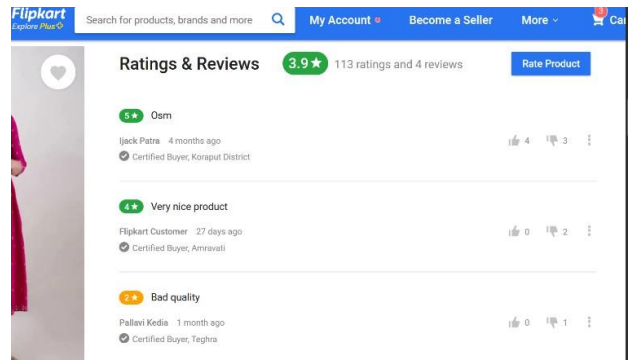 Flipkart
Explore Plus
Search for products, brands and more
My Account
Become a Seller
More
3
Ratings & Reviews
3.9★ 113 ratings and 4 reviews
Rate Product
5★ Osm
Ijack Patra 4 months ago
4 3
Certified Buyer, Koraput District
4★ Very nice product
Flipkart Customer 27 days ago
0 2
Certified Buyer, Amravati
2★ Bad quality
Pallavi Kedia 1 month ago
0 1
Certified Buyer, Teghra